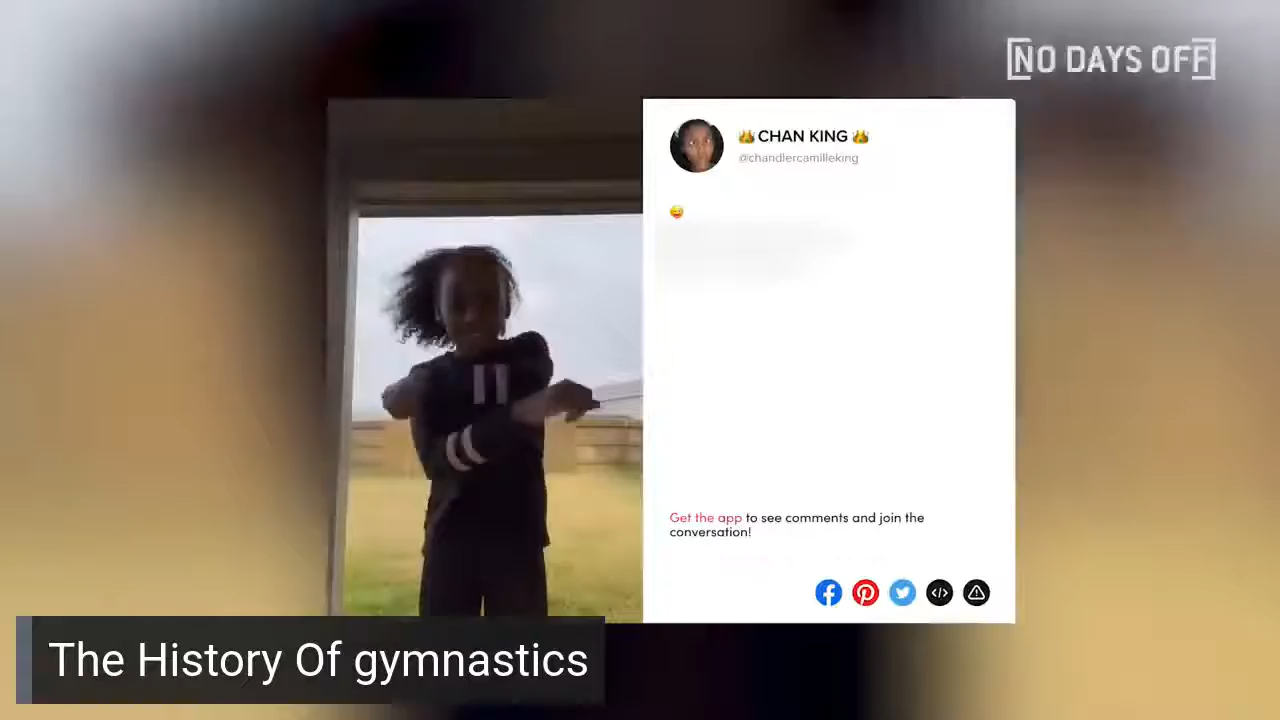 [NO DAYS OFF]
👑 CHAN KING 👑
@chandlercamilleking
😅
Get the app to see comments and join the
conversation!
The History Of gymnastics